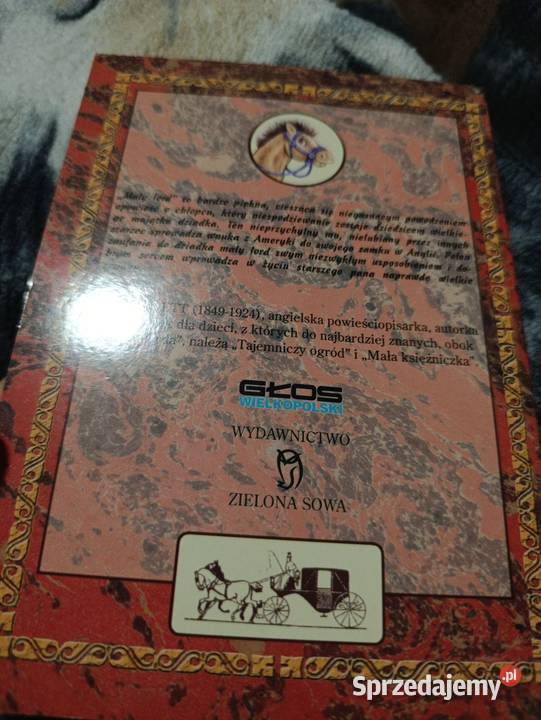 Mały lord" to bardzo piękna, ciesząca się niegasnącym powodzeniem
opowieść o chłopcu, który niespodziewanie zostaje dziedzicem wielkie-
go majątku dziadka. Ten nieprzychylny mu, nielubiany przez innych
starzec sprowadza wnuka z Ameryki do swojego zamku w Anglii. Pełen
zaufania do dziadka mały lord swym niezwykłym usposobieniem i do-
brym sercem wprowadza w życiu starszego pana naprawdę wielkie
TT (1849-1924), angielska powieściopisarka, autorka
dla dzieci, z których do najbardziej znanych, obok
należą „Tajemniczy ogród" i „Mała księżniczka".
GŁOS
WIELKOPOLSKI
WYDAWNICTWO
ZIELONA SOWA
Sprzedajemy.pl